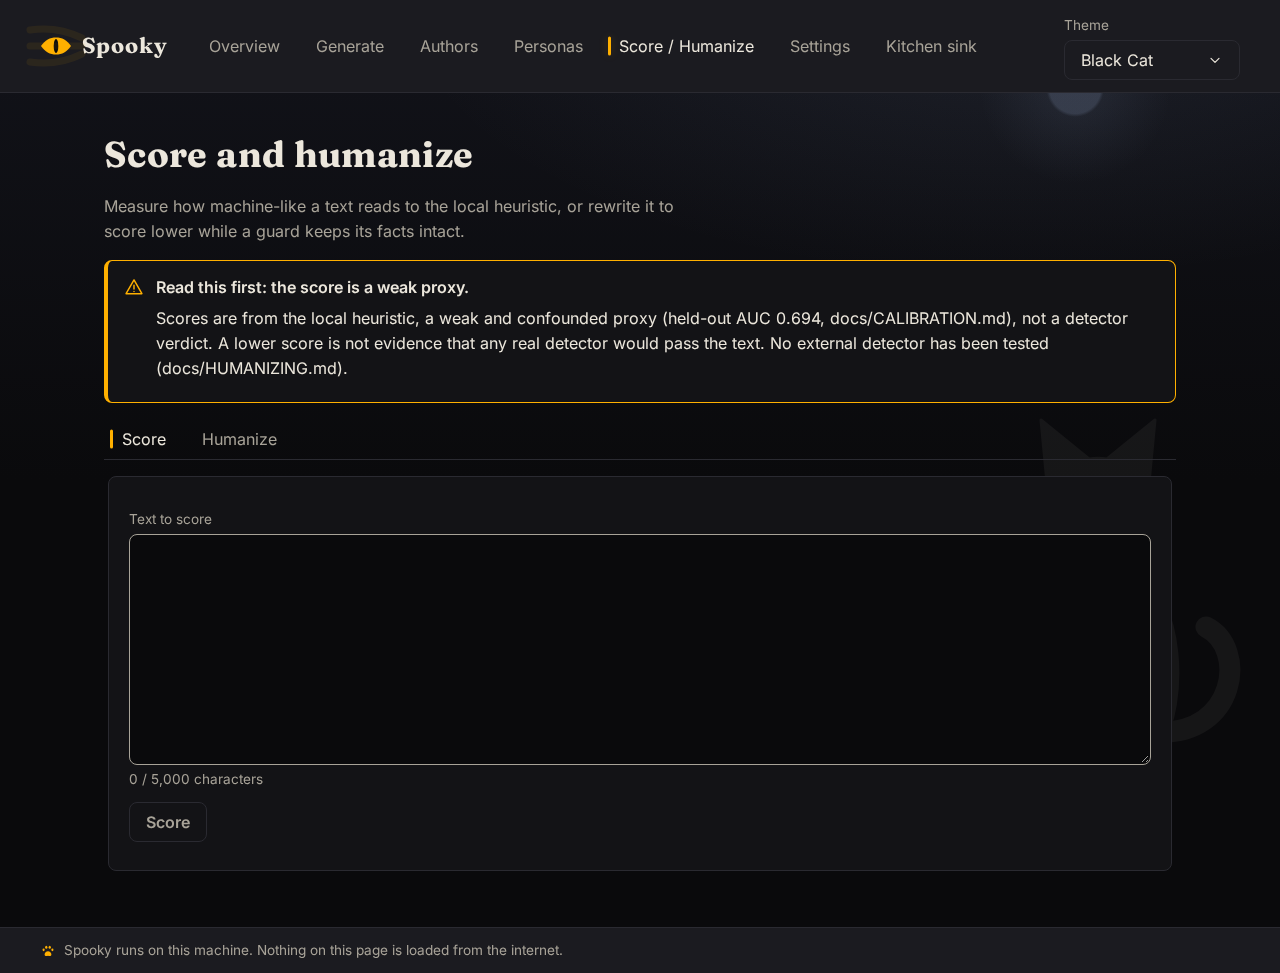 Spooky
Overview
Generate
Authors
Personas
Score / Humanize
Settings
Kitchen sink
Theme
Black Cat
Score and humanize
Measure how machine-like a text reads to the local heuristic, or rewrite it to
score lower while a guard keeps its facts intact.
Read this first: the score is a weak proxy.
Scores are from the local heuristic, a weak and confounded proxy (held-out AUC 0.694, docs/CALIBRATION.md), not a detector
verdict. A lower score is not evidence that any real detector would pass the text. No external detector has been tested
(docs/HUMANIZING.md).
Score
Humanize
Text to score
0 / 5,000 characters
Score
Spooky runs on this machine. Nothing on this page is loaded from the internet.